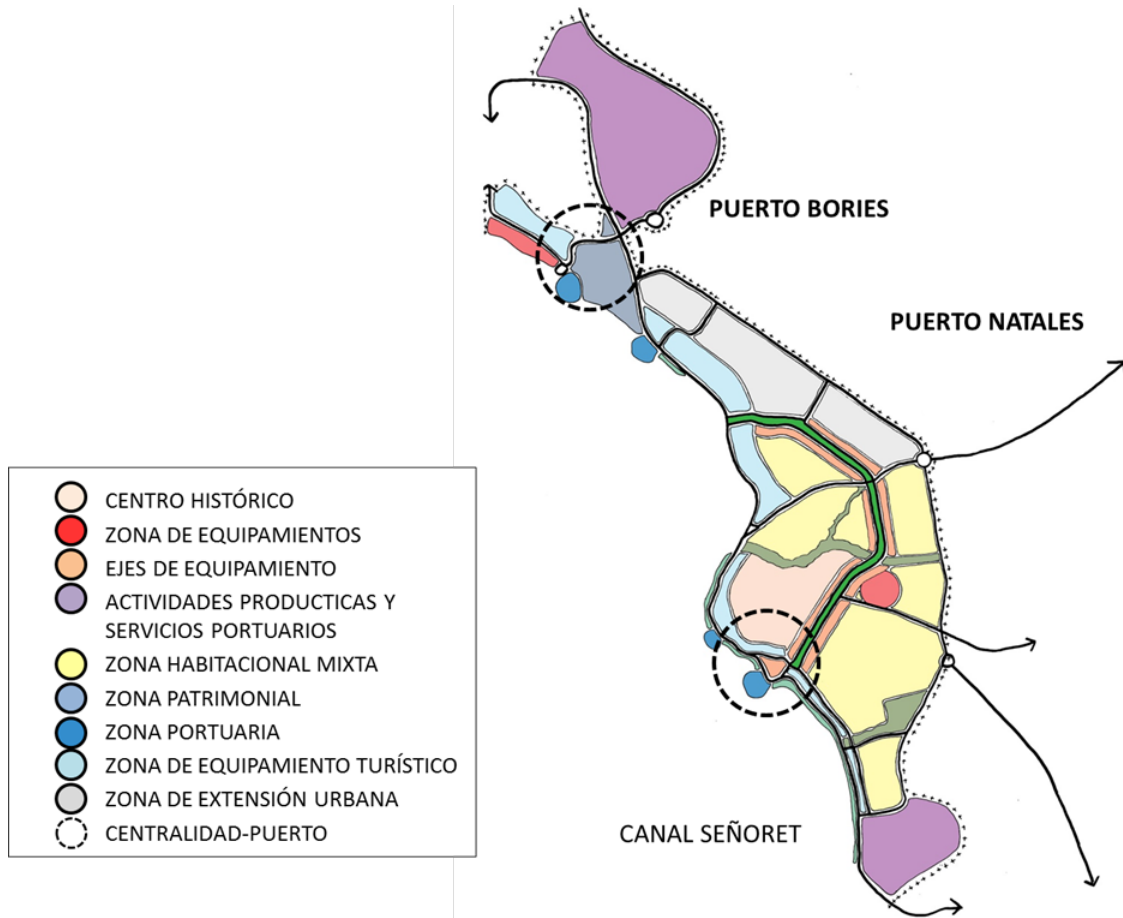 PUERTO BORIES
PUERTO NATALES
CENTRO HISTÓRICO
ZONA DE EQUIPAMIENTOS
EJES DE EQUIPAMIENTO
ACTIVIDADES PRODUCTICAS Y
SERVICIOS PORTUARIOS
ZONA HABITACIONAL MIXTA
ZONA PATRIMONIAL
ZONA PORTUARIA
ZONA DE EQUIPAMIENTO TURÍSTICO
ZONA DE EXTENSIÓN URBANA
CENTRALIDAD-PUERTO
CANAL SEÑORET